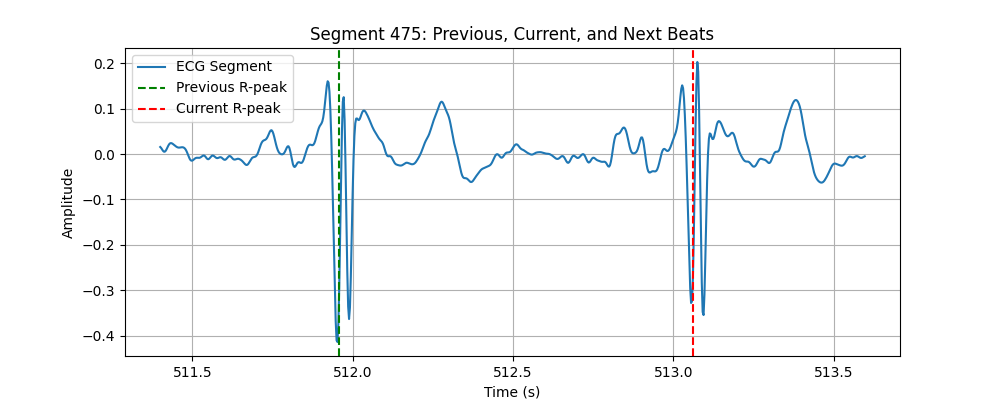 Segment 475: Previous, Current, and Next Beats
ECG Segment
Previous R-peak
Current R-peak
0.2
0.1
0.0
−0.1
−0.2
−0.3
−0.4
Amplitude
511.5 512.0 512.5 513.0 513.5
Time (s)